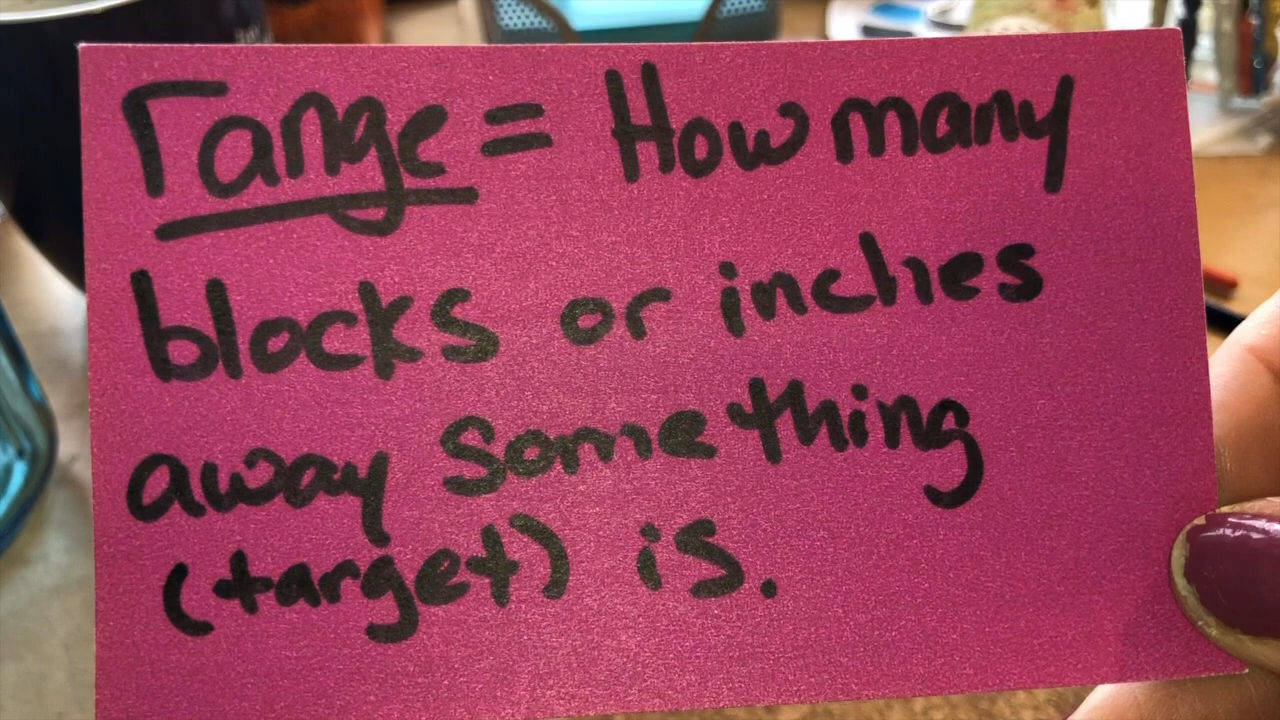 range = How many
blocks or inches
away something
(target) is.